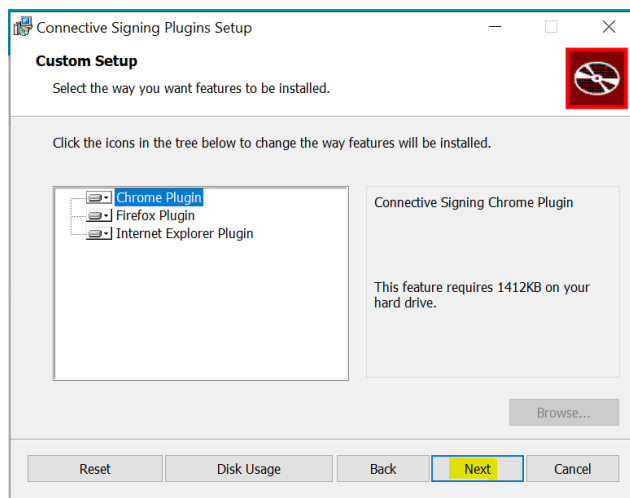 Connective Signing Plugins Setup
Custom Setup
Select the way you want features to be installed.
Click the icons in the tree below to change the way features will be installed.
Chrome Plugin
Firefox Plugin
Internet Explorer Plugin
Connective Signing Chrome Plugin
This feature requires 1412KB on your
hard drive.
Browse...
Reset Disk Usage Back Next Cancel